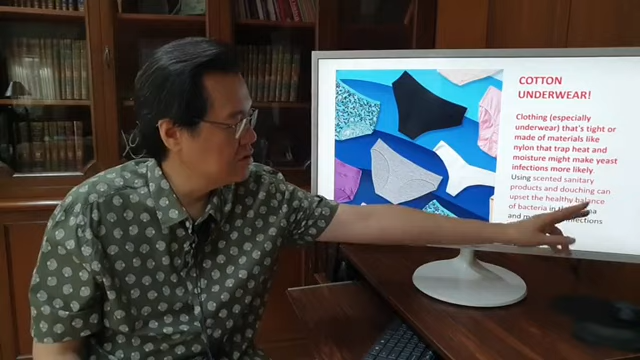 COTTON
UNDERWEAR!
Clothing (especially
underwear) that's tight or
made of materials like
nylon that trap heat and
moisture might make yeast
infections more likely
Using scented sanitary
products and douching can
upset the healthy balance
of bacteria in
and make